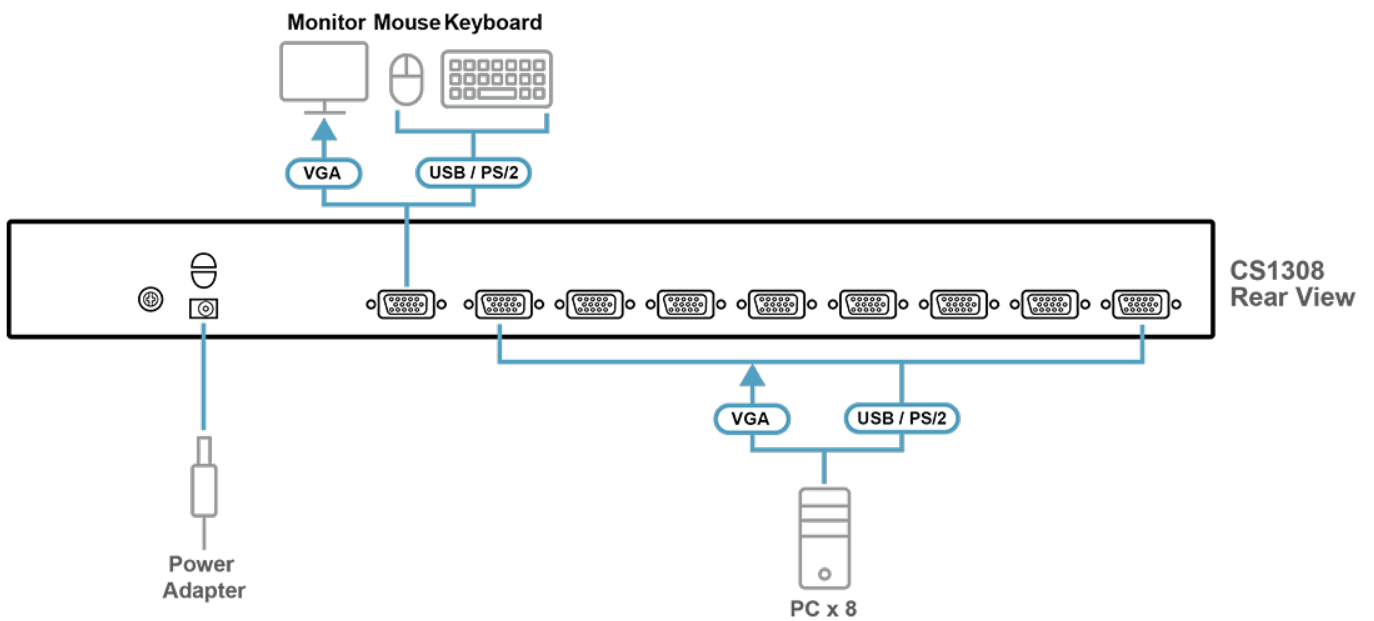 Monitor Mouse Keyboard
VGA
USB / PS/2
CS1308
Rear View
VGA
USB / PS/2
Power
Adapter
PC x 8